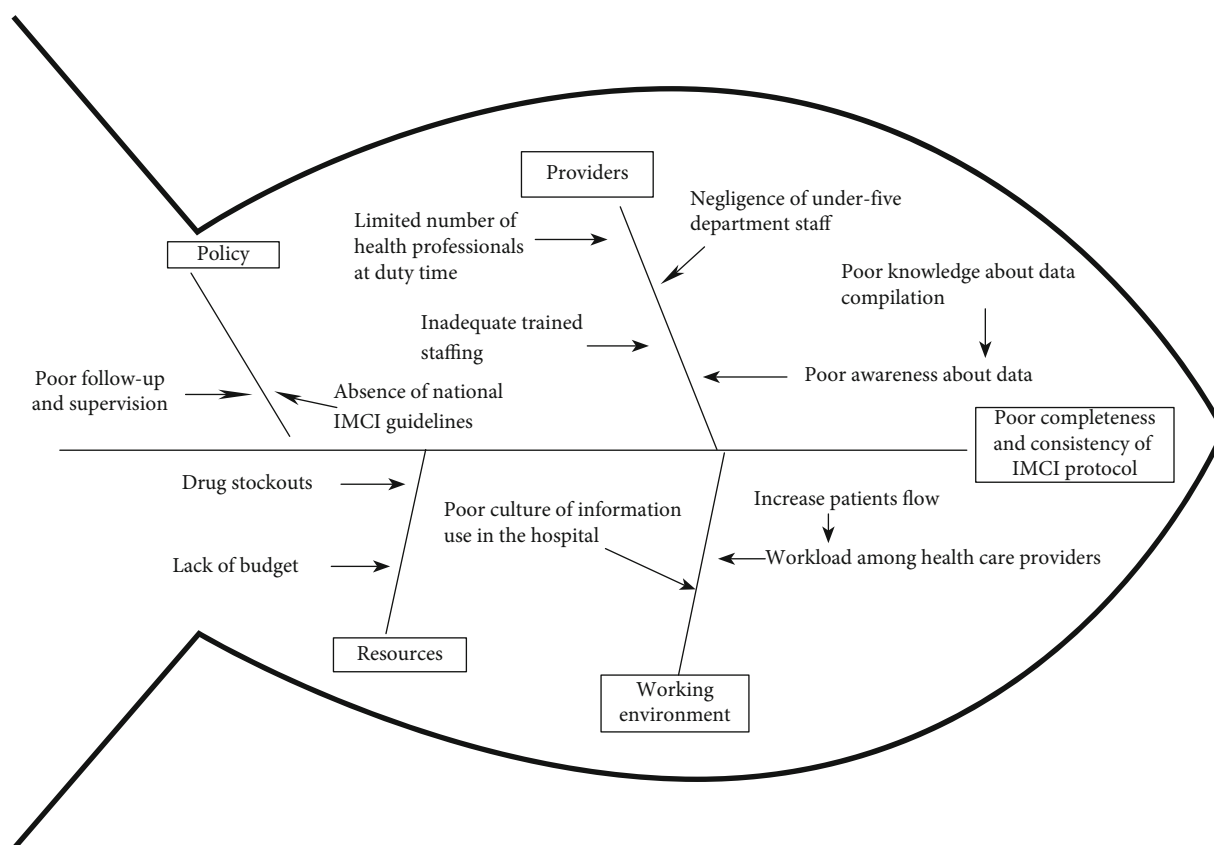 Providers
Negligence of under-five
department staff
Limited number of
health professionals
at duty time
Policy
Poor knowledge about data
compilation
Inadequate trained
staffing
Poor follow-up
and supervision
Absence of national
IMCI guidelines
Poor awareness about data
Poor completeness
and consistency of
IMCI protocol
Drug stockouts
Poor culture of information
use in the hospital
Increase patients flow
Lack of budget
Workload among health care providers
Resources
Working
environment